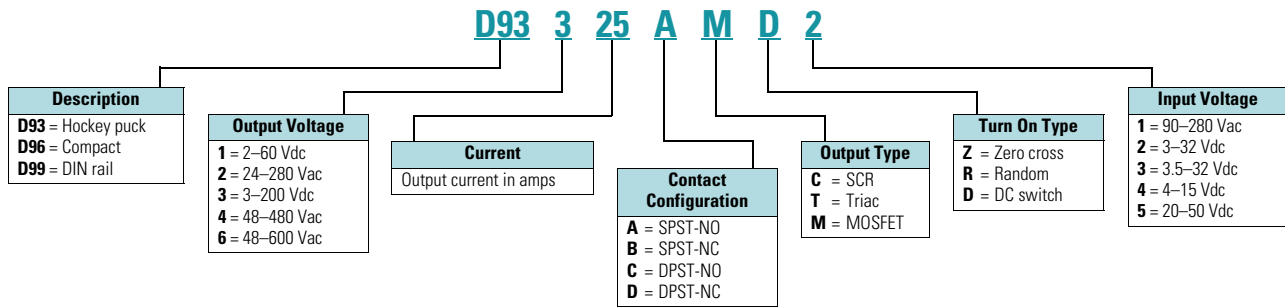 D93 3 25 A M D 2
Description
D93 = Hockey puck
D96 = Compact
D99 = DIN rail
Output Voltage
1 = 2–60 Vdc
2 = 24–280 Vac
3 = 3–200 Vdc
4 = 48–480 Vac
6 = 48–600 Vac
Current
Output current in amps
Contact
Configuration
A = SPST-NO
B = SPST-NC
C = DPST-NO
D = DPST-NC
Output Type
C = SCR
T = Triac
M = MOSFET
Turn On Type
Z = Zero cross
R = Random
D = DC switch
Input Voltage
1 = 90–280 Vac
2 = 3–32 Vdc
3 = 3.5–32 Vdc
4 = 4–15 Vdc
5 = 20–50 Vdc